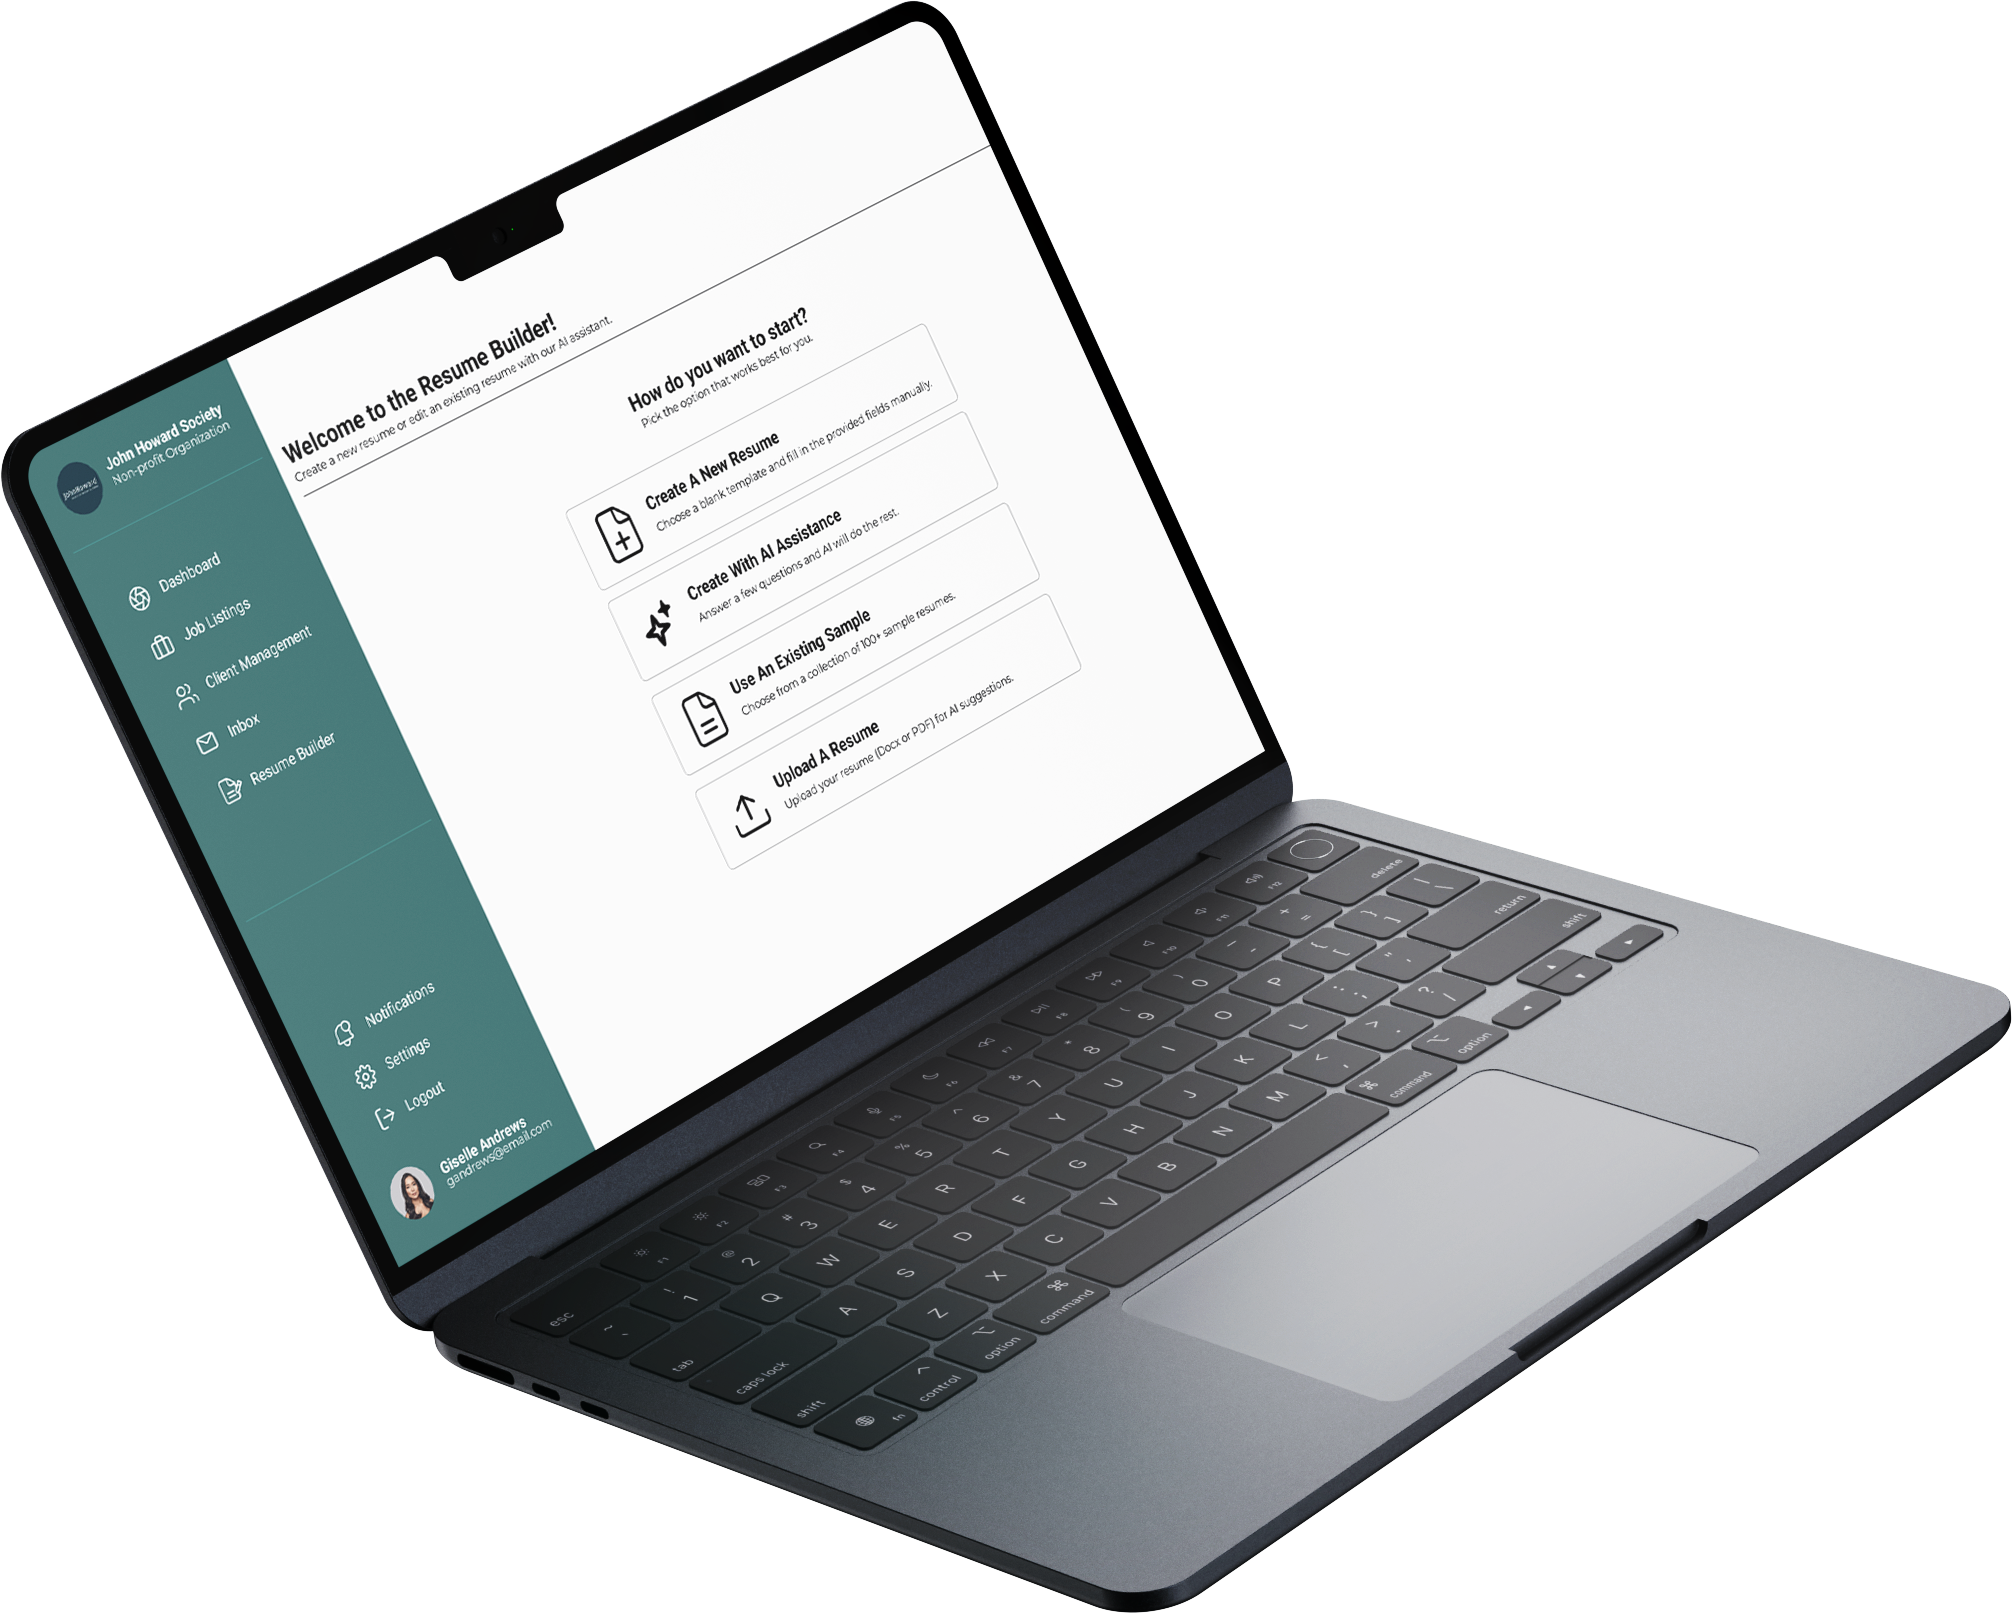 John Howard Society
Non-profit Organization
JohnHoward
Dashboard
Job Listings
Client Management
Inbox
Resume Builder
Notifications
Settings
Logout
Giselle Andrews
gandrews@email.com
Welcome to the Resume Builder!
Create a new resume or edit an existing resume with our AI assistant.
How do you want to start?
Pick the option that works best for you.
Create A New Resume
Choose a blank template and fill in the provided fields manually.
Create With AI Assistance
Answer a few questions and AI will do the rest.
Use An Existing Sample
Choose from a collection of 100+ sample resumes.
Upload A Resume
Upload your resume (Docx or PDF) for AI suggestions.
esc F1 F2 F3 F4 F5 F6 F7 F8 F9 F10 F11 F12
~ ` ! 1 @ 2 # 3 $ 4 % 5 ^ 6 & 7 * 8 ( 9 ) 0 _ - + = delete
tab Q W E R T Y U I O P { [ } ] | \
caps lock A S D F G H J K L : ; " ' return
shift Z X C V B N M < , > . ? / shift
fn control option command command option